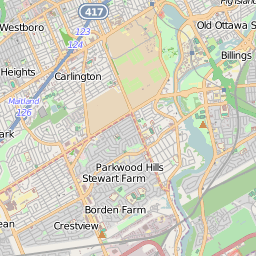 Westboro
417
Old Ottawa S
123
124
Billings
Heights
Carlington
Maitland
126
Park
Parkwood Hills
Stewart Farm
Borden Farm
ean
Crestview